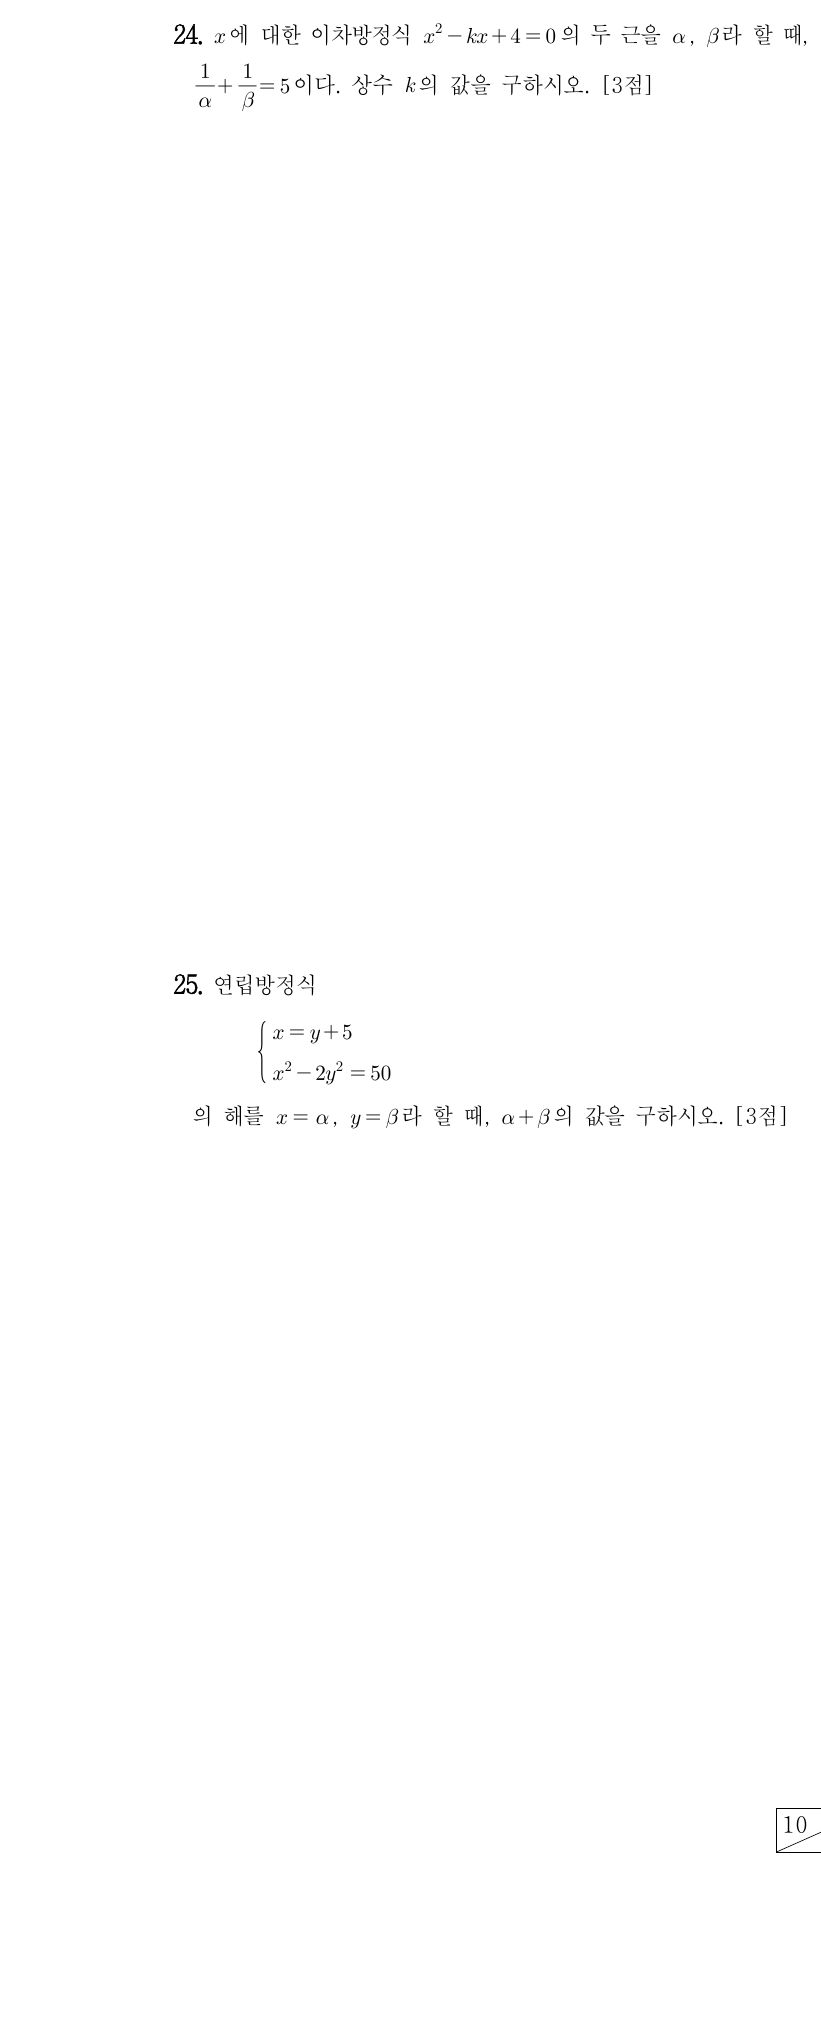 24. x에 대한 이차방정식 x² − kx + 4 = 0의 두 근을 α, β라 할 때,
1/α + 1/β = 5이다. 상수 k의 값을 구하시오. [3점]
25. 연립방정식
x = y + 5
x² − 2y² = 50
의 해를 x = α, y = β라 할 때, α + β의 값을 구하시오. [3점]
10